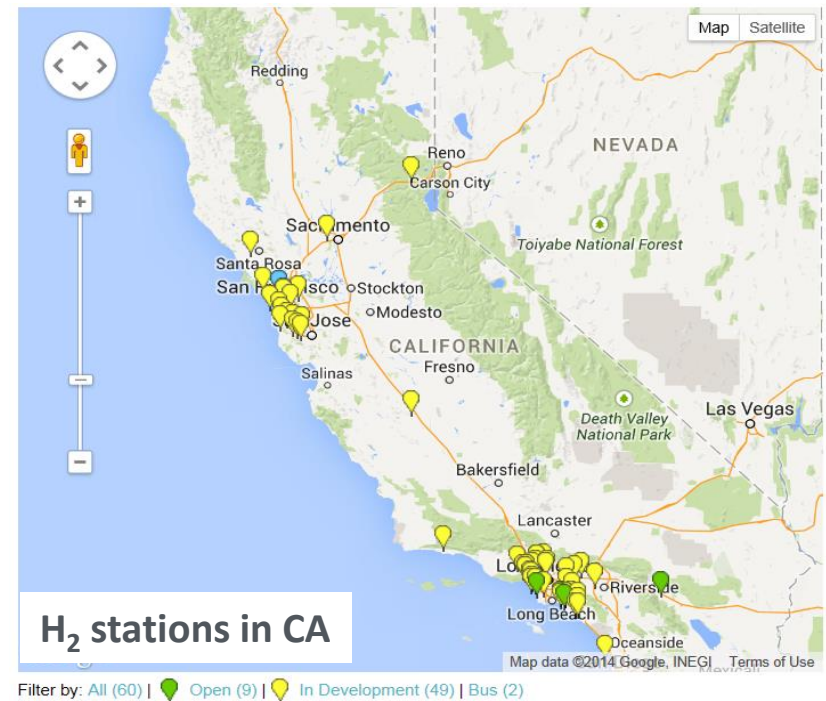 Map Satellite
Redding
NEVADA
Reno
Carson City
Sacramento
Toiyabe National Forest
Santa Rosa
San Francisco
Stockton
Modesto
San Jose
CALIFORNIA
Salinas
Fresno
Death Valley
National Park
Las Vegas
Bakersfield
Lancaster
Los Angeles
Riverside
Long Beach
H₂ stations in CA
Oceanside
Map data ©2014 Google, INEGI Terms of Use
Filter by: All (60) | Open (9) | In Development (49) | Bus (2)